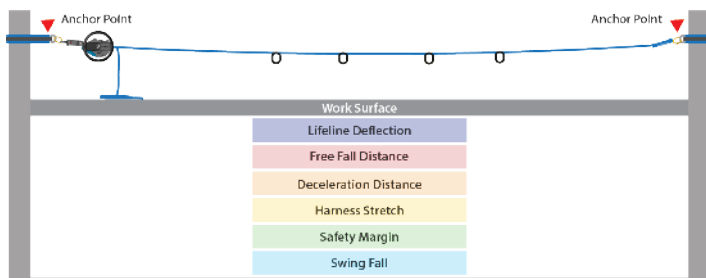 Anchor Point
Anchor Point
Work Surface
Lifeline Deflection
Free Fall Distance
Deceleration Distance
Harness Stretch
Safety Margin
Swing Fall